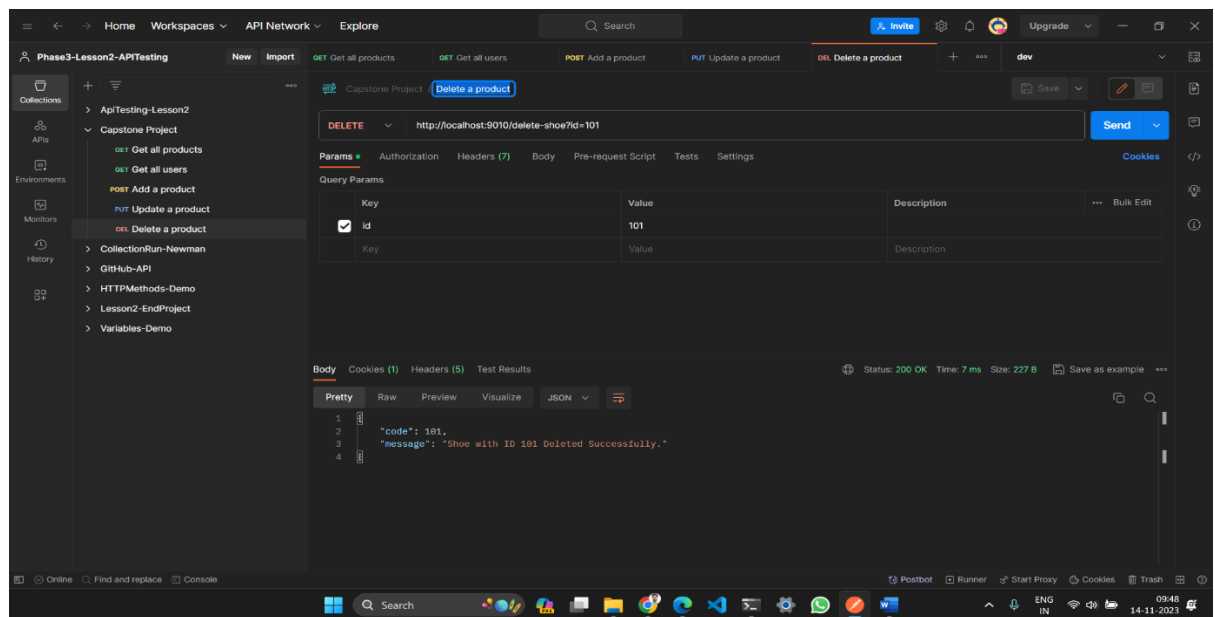 Home Workspaces API Network Explore Search Invite Upgrade
Phase3-Lesson2-APITesting New Import GET Get all products GET Get all users POST Add a product PUT Update a product DEL Delete a product dev
Collections
APIs
Environments
Monitors
History
ApiTesting-Lesson2
Capstone Project
GET Get all products
GET Get all users
POST Add a product
PUT Update a product
DEL Delete a product
CollectionRun-Newman
GitHub-API
HTTPMethods-Demo
Lesson2-EndProject
Variables-Demo
HTTP Capstone Project / Delete a product Save
DELETE http://localhost:9010/delete-shoe?id=101 Send
Params Authorization Headers (7) Body Pre-request Script Tests Settings Cookies
Query Params
Key Value Description Bulk Edit
id 101
Key Value Description
Body Cookies (1) Headers (5) Test Results Status: 200 OK Time: 7 ms Size: 227 B Save as example
Pretty Raw Preview Visualize JSON
1 {
2 "code": 101,
3 "message": "Shoe with ID 101 Deleted Successfully."
4 }
Online Find and replace Console Postbot Runner Start Proxy Cookies Trash
Search ENG 09:48
IN 14-11-2023